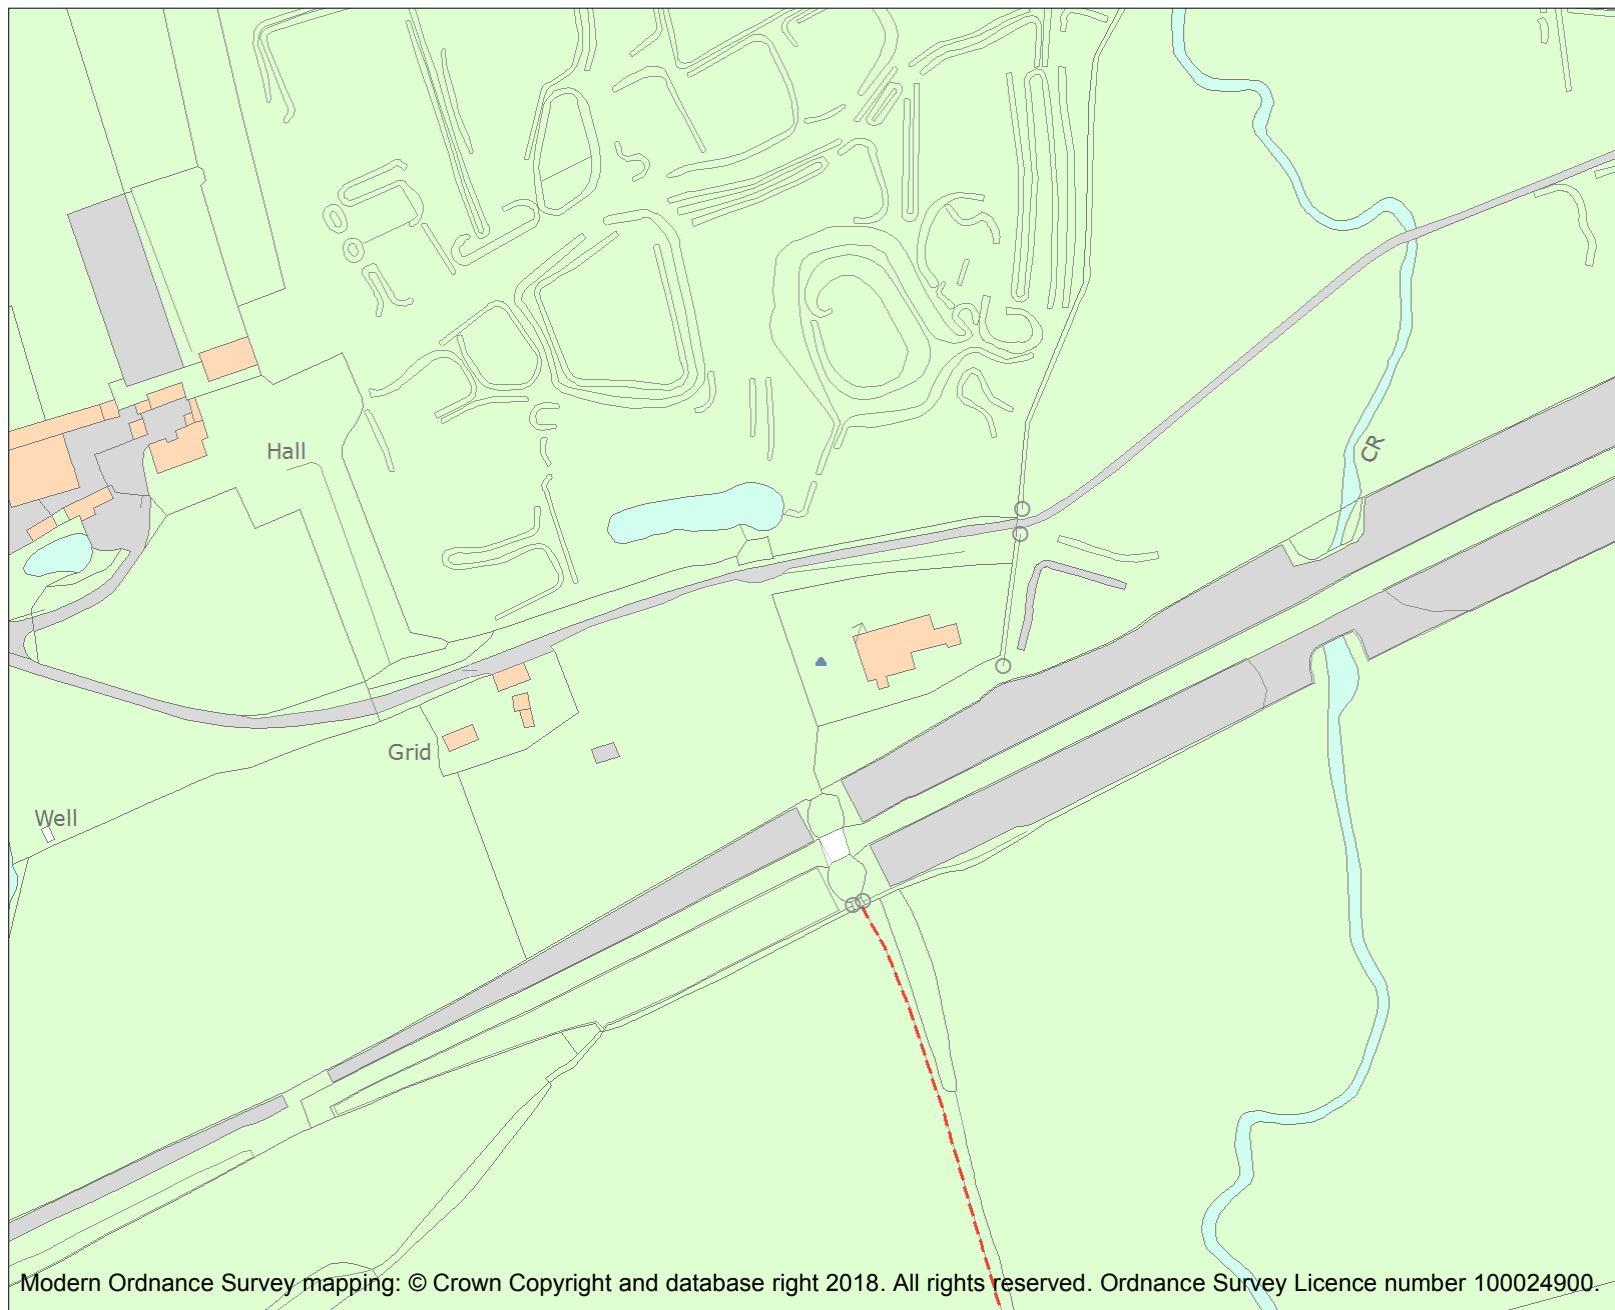 CR
Hall
Grid
Well
Modern Ordnance Survey mapping: © Crown Copyright and database right 2018. All rights reserved. Ordnance Survey Licence number 100024900.